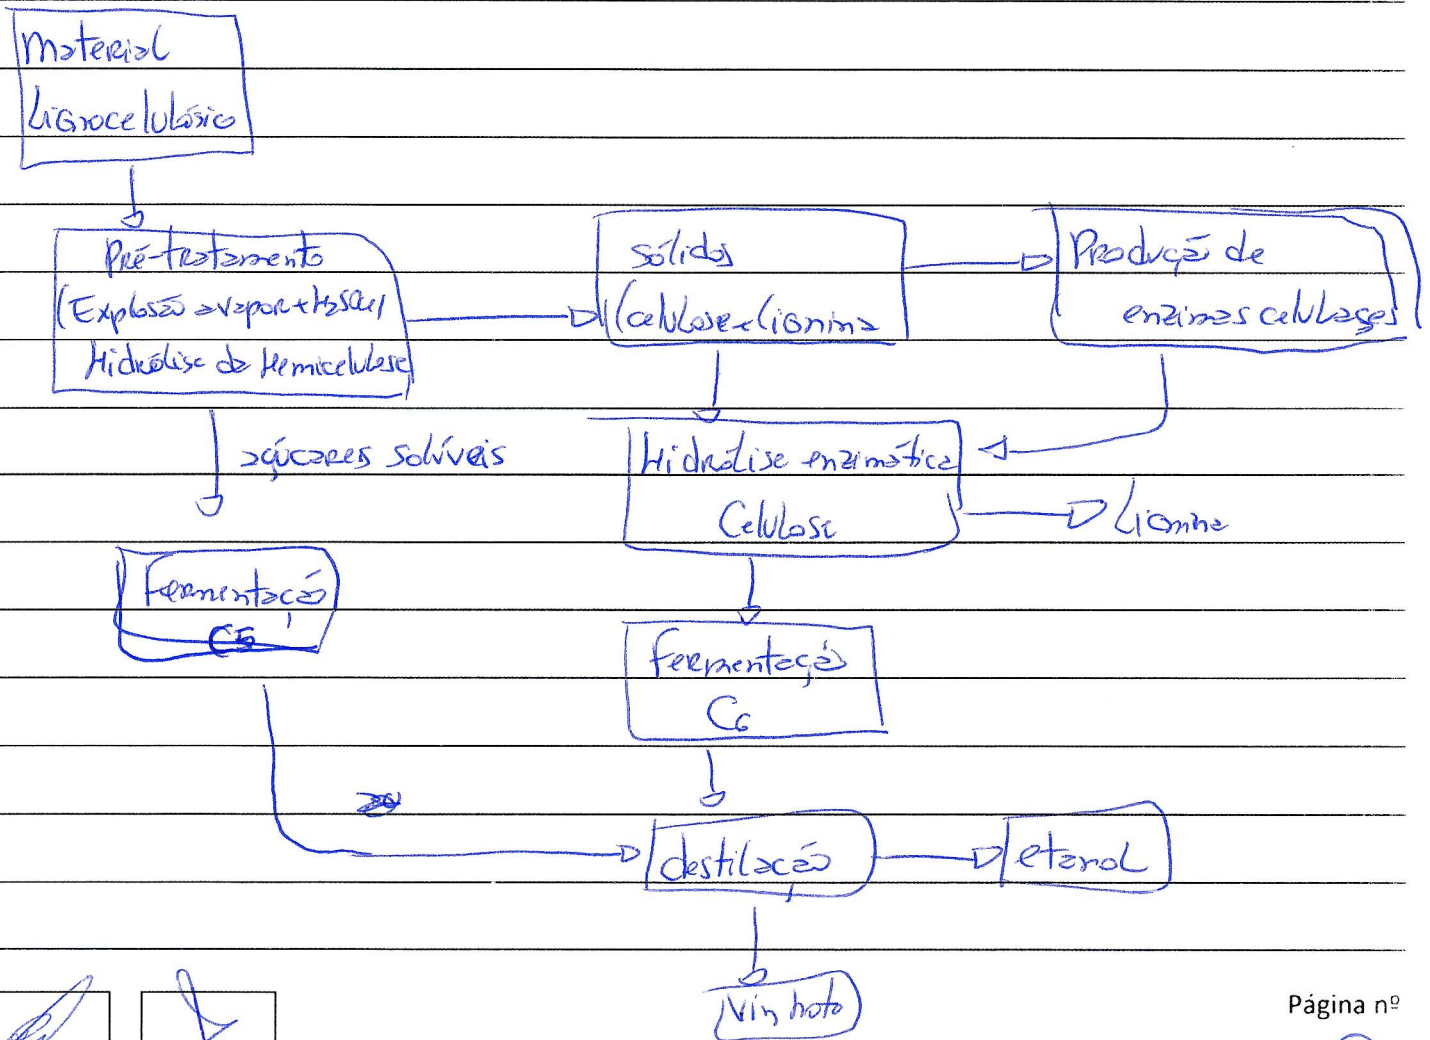 Material
Lignocelulósico
Pré-tratamento
(Explosão a vapor + H2SO4)
Hidrólise da Hemicelulose
Sólidos
(celulose + lignina
Produção de
enzimas celulases
açúcares solúveis
Hidrólise enzimática
Celulose
Lignina
Fermentação
C5
Fermentação
C6
destilação
etanol
Vinhoto
Página nº